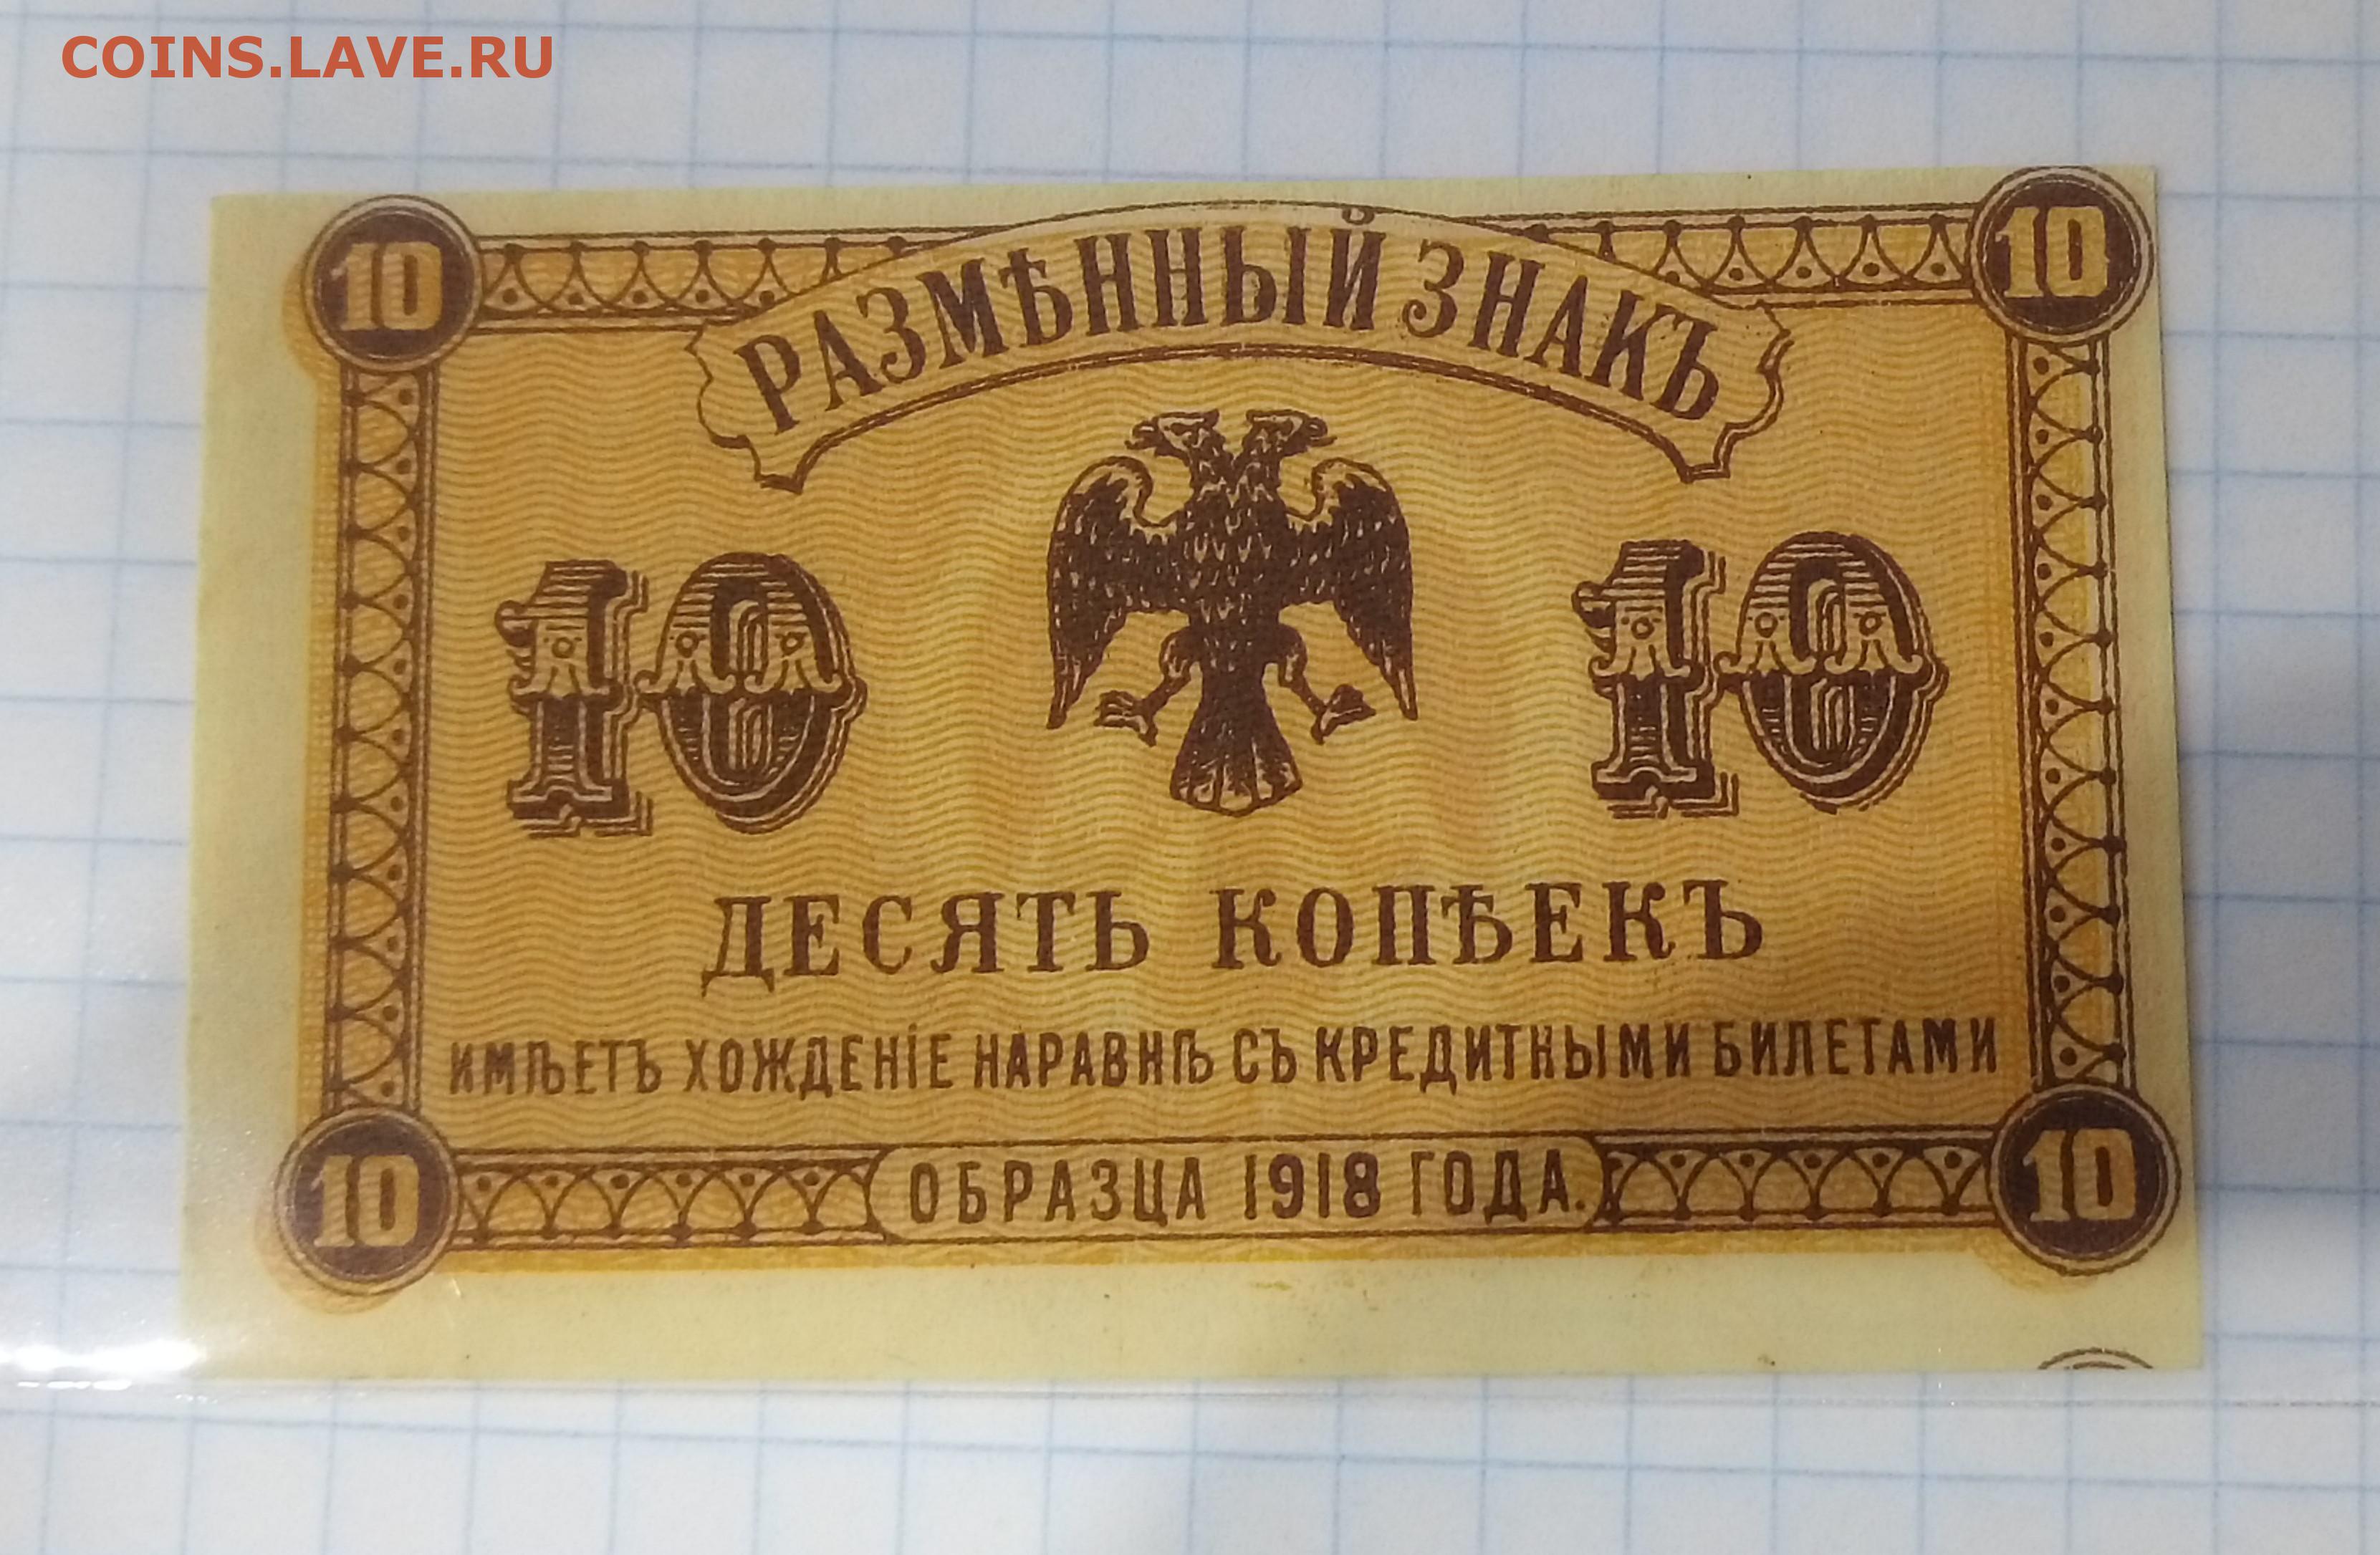 COINS.LAVE.RU
10 10
РАЗМѢННЫЙ ЗНАКЪ
10 10
ДЕСЯТЬ КОПѢЕКЪ
ИМѢЕТЪ ХОЖДЕНІЕ НАРАВНѢ СЪ КРЕДИТНЫМИ БИЛЕТАМИ
10 ОБРАЗЦА 1918 ГОДА. 10